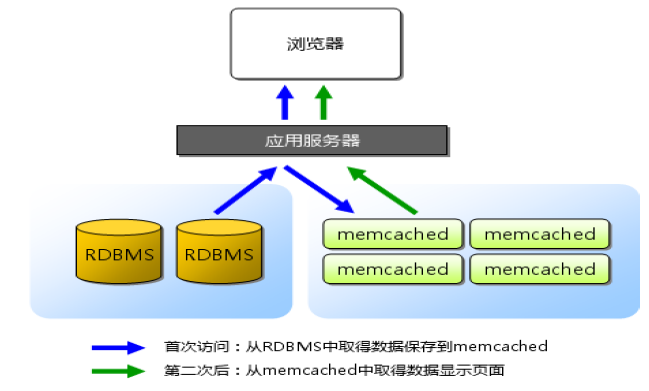 浏览器
应用服务器
RDBMS RDBMS
memcached memcached
memcached memcached
首次访问：从RDBMS中取得数据保存到memcached
第二次后：从memcached中取得数据显示页面